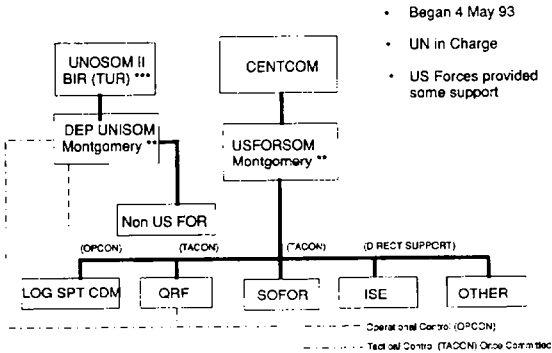 • Began 4 May 93
• UN in Charge
• US Forces provided
some support
UNOSOM II
BIR (TUR) ***
CENTCOM
DEP UNISOM
Montgomery **
USFORSOM
Montgomery **
Non US FOR
(OPCON) (TACON) (TACON) (DIRECT SUPPORT)
LOG SPT CDM QRF SOFOR ISE OTHER
Operational Control (OPCON)
Tactical Control (TACON) Once Committed